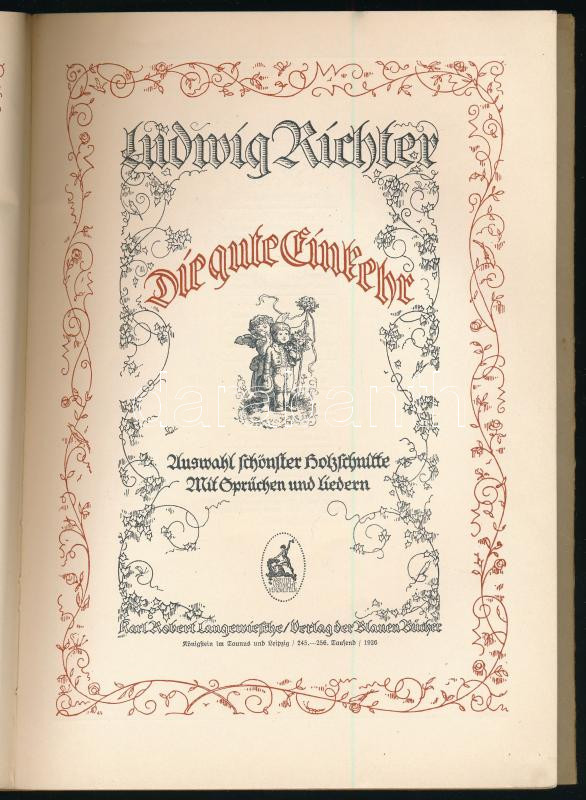 Ludwig Richter
Die gute Einkehr
Auswahl schönster Holzschnitte
Mit Sprüchen und Liedern
Karl Robert Langewiesche / Verlag der Blauen Bücher
Königstein im Taunus und Leipzig / 245.—256. Tausend / 1926
darabanth